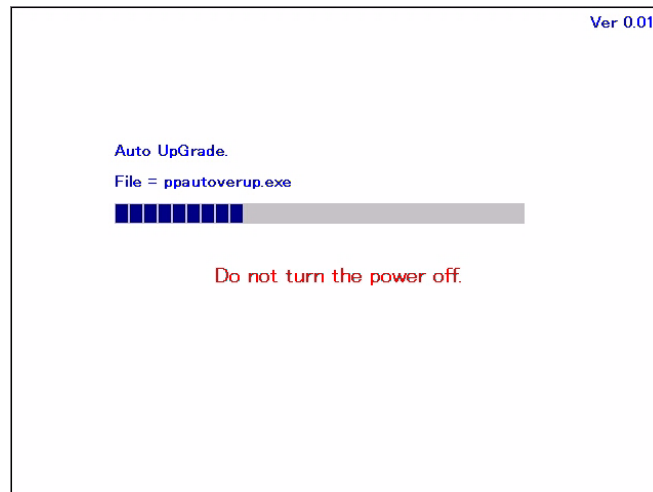 Ver 0.01
Auto UpGrade.
File = ppautoverup.exe
Do not turn the power off.